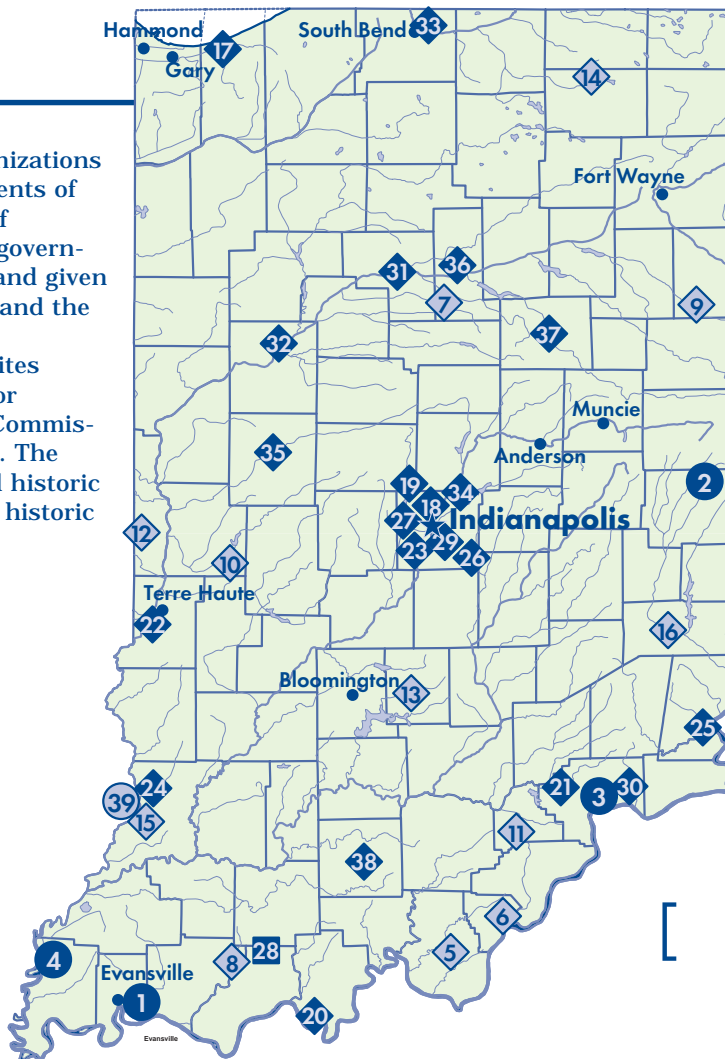 Hammond
17
Gary
South Bend
33
14
nizations
ents of
f
govern-
and given
and the
ites
or
Commis-
. The
l historic
historic
Fort Wayne
31
36
7
9
32
37
Muncie
Anderson
35
2
19
34
18
27
Indianapolis
29
23
26
12
10
Terre Haute
22
16
Bloomington
13
25
24
39
15
21
3
30
11
38
6
5
4
8
28
Evansville
1
20
Evansville
[